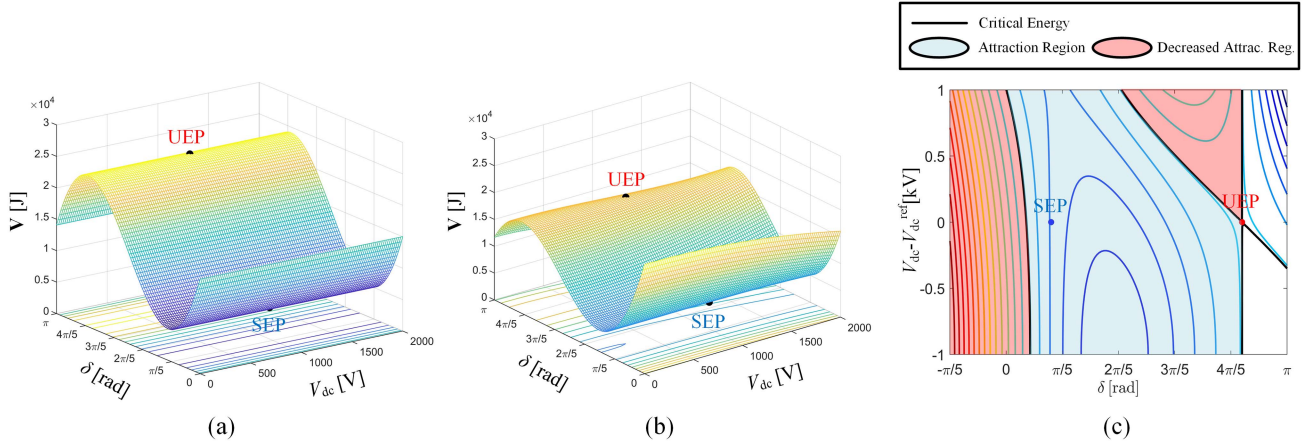 ×10⁴
3
2.5
2
1.5
1
0.5
0
V [J]
UEP
SEP
π
4π/5
3π/5
2π/5
π/5
0
δ [rad]
0
500
1000
1500
2000
V_dc [V]
(a)
×10⁴
3
2.5
2
1.5
1
0.5
0
V [J]
UEP
SEP
π
4π/5
3π/5
2π/5
π/5
0
δ [rad]
0
500
1000
1500
2000
V_dc [V]
(b)
Critical Energy
Attraction Region Decreased Attrac. Reg.
1
0.5
0
-0.5
-1
V_dc-V_dc^ref [kV]
SEP
UEP
-π/5 0 π/5 2π/5 3π/5 4π/5 π
δ [rad]
(c)